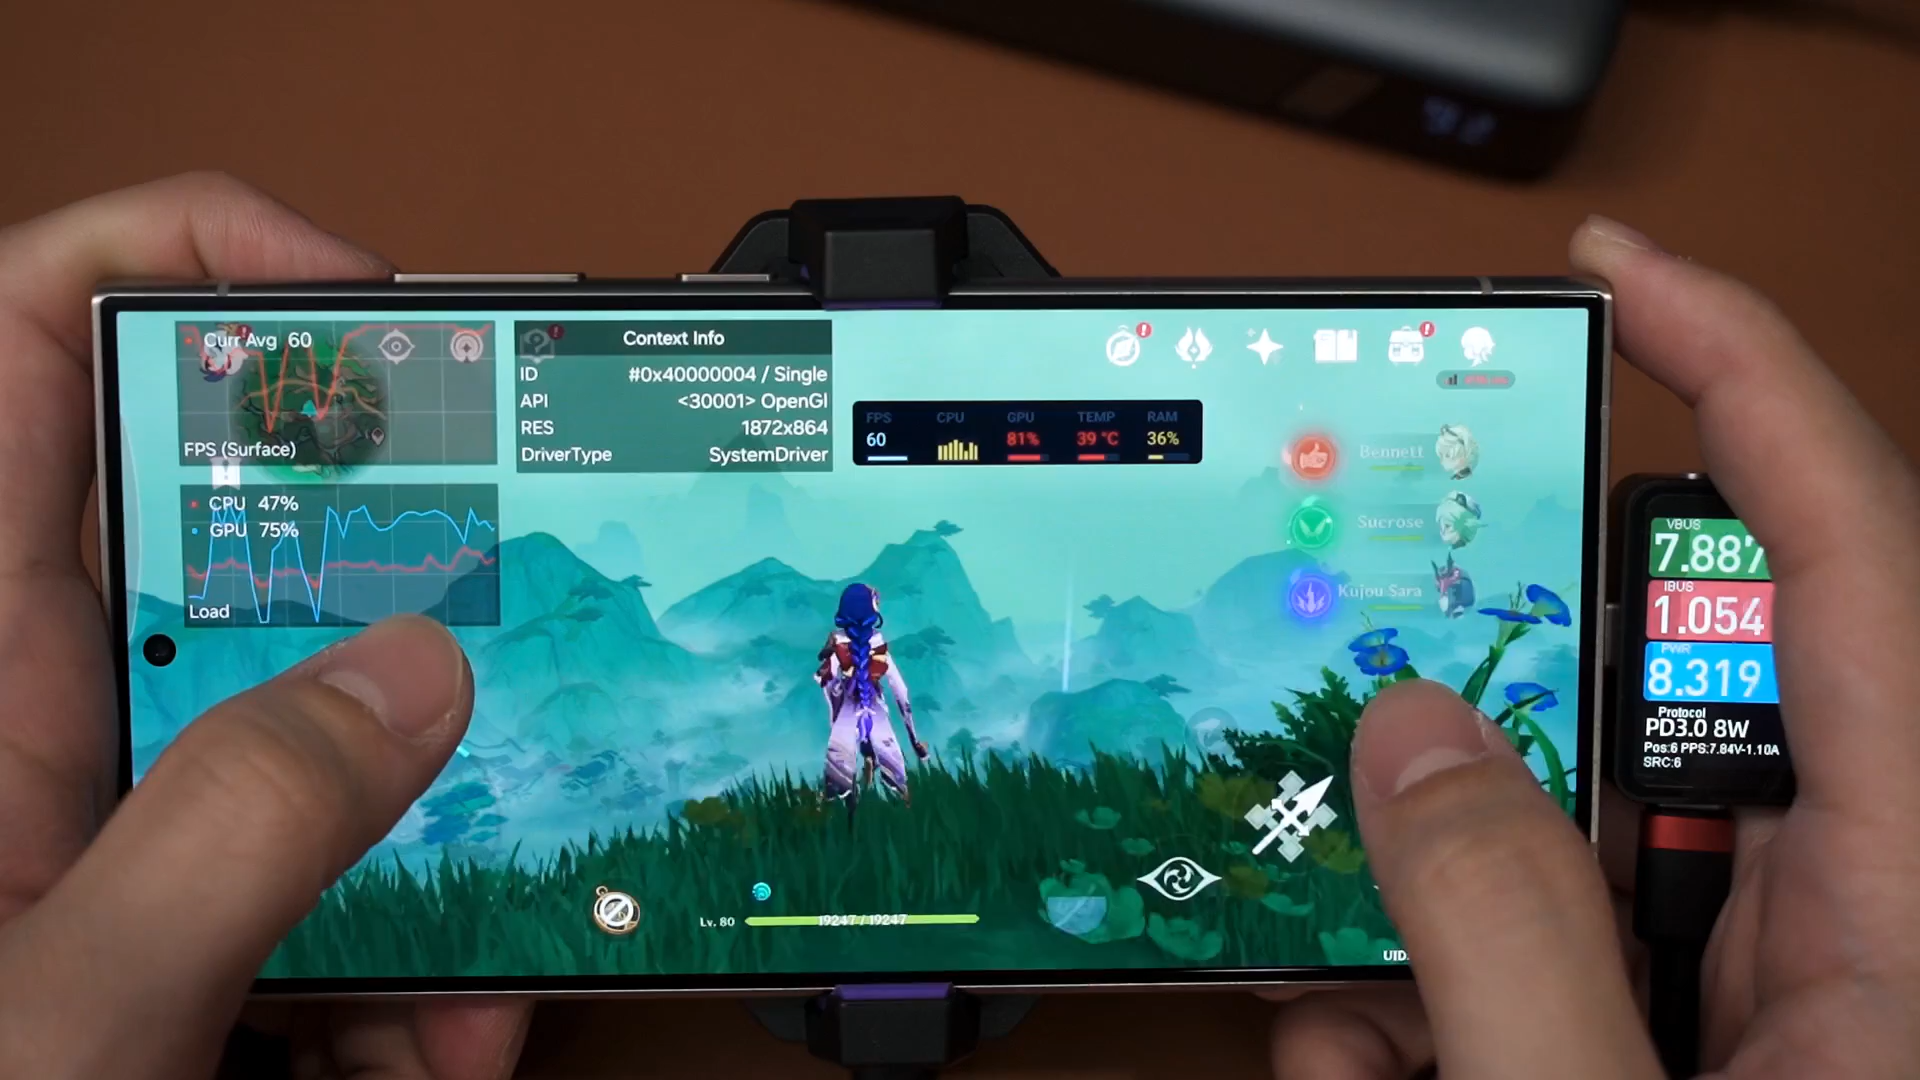 Curr Avg 60
FPS (Surface)
CPU 47%
GPU 75%
Load
Context Info
ID #0x40000004 / Single
API <30001> OpenGl
RES 1872x864
DriverType SystemDriver
FPS CPU GPU TEMP RAM
60 81% 39 °C 36%
Bennett
Sucrose
Kujou Sara
Lv. 80 19247 / 19247
UID
VBUS
7.887
IBUS
1.054
PWR
8.319
Protocol
PD3.0 8W
Pos:6 PPS:7.84V-1.10A
SRC:6